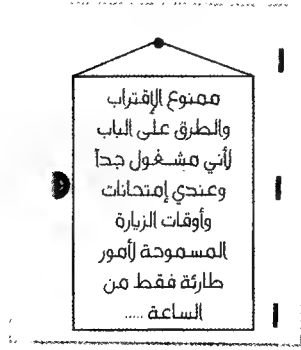 ممنوع الإقتراب
والطرق على الباب
لأني مشغول جداً
وعندي إمتحانات
وأوقات الزيارة
المسموحة لأمور
طارئة فقط من
الساعة .....